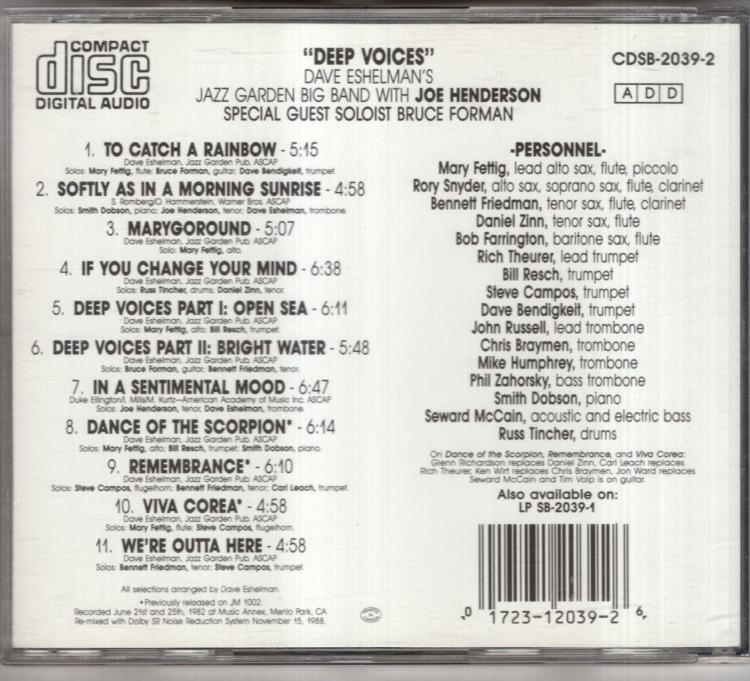 COMPACT
disc
DIGITAL AUDIO
"DEEP VOICES"
DAVE ESHELMAN'S
JAZZ GARDEN BIG BAND WITH JOE HENDERSON
SPECIAL GUEST SOLOIST BRUCE FORMAN
CDSB-2039-2
A D D
1. TO CATCH A RAINBOW - 5:15
Dave Eshelman, Jazz Garden Pub. ASCAP
Solos: Mary Fettig, flute; Bruce Forman, guitar; Dave Bendigkeit, trumpet.
2. SOFTLY AS IN A MORNING SUNRISE - 4:58
S. Romberg/O. Hammerstein, Warner Bros. ASCAP
Solos: Smith Dobson, piano; Joe Henderson, tenor; Dave Eshelman, trombone.
3. MARYGOROUND - 5:07
Dave Eshelman, Jazz Garden Pub. ASCAP
Solo: Mary Fettig, alto.
4. IF YOU CHANGE YOUR MIND - 6:38
Dave Eshelman, Jazz Garden Pub. ASCAP
Solos: Russ Tincher, drums; Daniel Zinn, tenor.
5. DEEP VOICES PART I: OPEN SEA - 6:11
Dave Eshelman, Jazz Garden Pub. ASCAP
Solos: Mary Fettig, alto; Bill Resch, trumpet.
6. DEEP VOICES PART II: BRIGHT WATER - 5:48
Dave Eshelman, Jazz Garden Pub. ASCAP
Solos: Bruce Forman, guitar; Bennett Friedman, tenor.
7. IN A SENTIMENTAL MOOD - 6:47
Duke Ellington/I. Mills/M. Kurtz—American Academy of Music Inc. ASCAP
Solos: Joe Henderson, tenor; Dave Eshelman, trombone.
8. DANCE OF THE SCORPION* - 6:14
Dave Eshelman, Jazz Garden Pub. ASCAP
Solos: Mary Fettig, alto; Bill Resch, trumpet; Smith Dobson, piano.
9. REMEMBRANCE* - 6:10
Dave Eshelman, Jazz Garden Pub. ASCAP
Solos: Steve Campos, flugelhorn; Bennett Friedman, tenor; Carl Leach, trumpet.
10. VIVA COREA* - 4:58
Dave Eshelman, Jazz Garden Pub. ASCAP
Solos: Mary Fettig, flute; Steve Campos, flugelhorn.
11. WE'RE OUTTA HERE - 4:58
Dave Eshelman, Jazz Garden Pub. ASCAP
Solos: Bennett Friedman, tenor; Steve Campos, trumpet.
All selections arranged by Dave Eshelman.
*Previously released on JM 1002.
Recorded June 21st and 25th, 1982 at Music Annex, Menlo Park, CA
Re-mixed with Dolby SR Noise Reduction System November 15, 1988.
-PERSONNEL-
Mary Fettig, lead alto sax, flute, piccolo
Rory Snyder, alto sax, soprano sax, flute, clarinet
Bennett Friedman, tenor sax, flute, clarinet
Daniel Zinn, tenor sax, flute
Bob Farrington, baritone sax, flute
Rich Theurer, lead trumpet
Bill Resch, trumpet
Steve Campos, trumpet
Dave Bendigkeit, trumpet
John Russell, lead trombone
Chris Braymen, trombone
Mike Humphrey, trombone
Phil Zahorsky, bass trombone
Smith Dobson, piano
Seward McCain, acoustic and electric bass
Russ Tincher, drums
On Dance of the Scorpion, Remembrance, and Viva Corea:
Glenn Richardson replaces Daniel Zinn, Carl Leach replaces
Rich Theurer, Ken Wirt replaces Chris Braymen, Jon Ward replaces
Seward McCain and Tim Volp is on guitar.
Also available on:
LP SB-2039-1
0 1723-12039-2 6